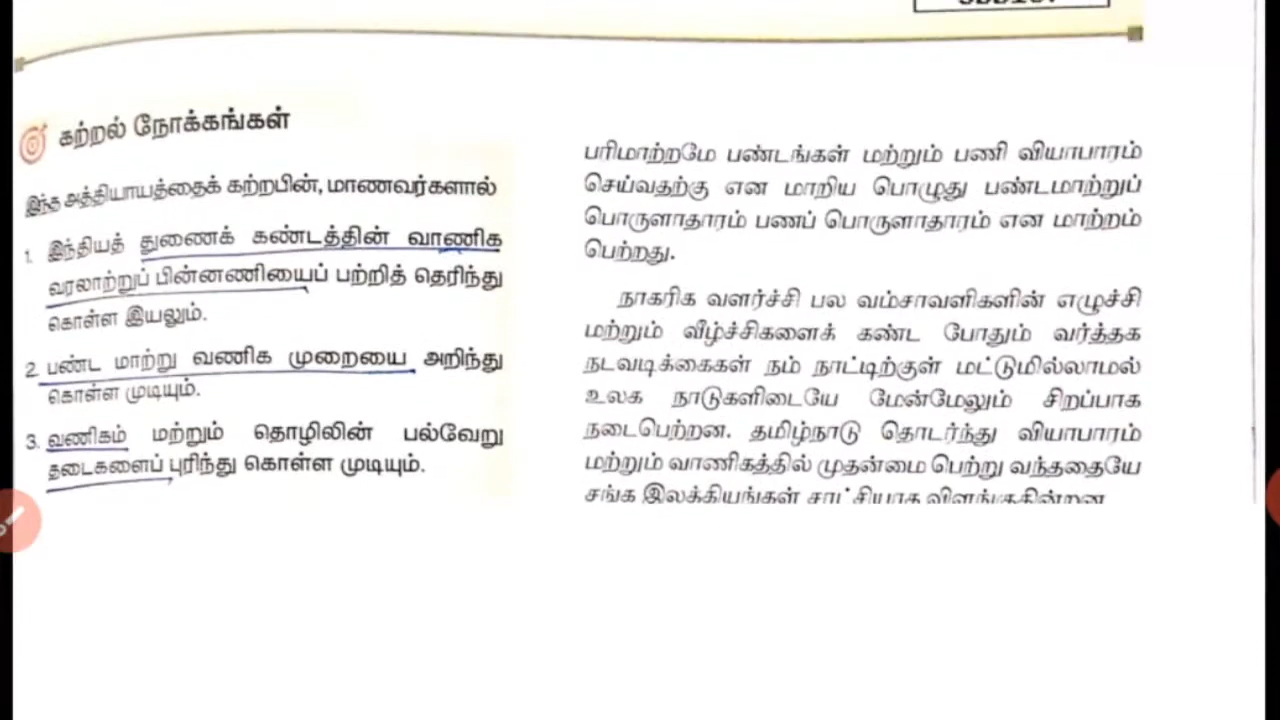 கற்றல் நோக்கங்கள்
இந்த அத்தியாயத்தைக் கற்றபின், மாணவர்களால்
1. இந்தியத் துணைக் கண்டத்தின் வாணிக
வரலாற்றுப் பின்னணியைப் பற்றித் தெரிந்து
கொள்ள இயலும்.
2. பண்ட மாற்று வணிக முறையை அறிந்து
கொள்ள முடியும்.
3. வணிகம் மற்றும் தொழிலின் பல்வேறு
தடைகளைப் புரிந்து கொள்ள முடியும்.
பரிமாற்றமே பண்டங்கள் மற்றும் பணி வியாபாரம்
செய்வதற்கு என மாறிய பொழுது பண்டமாற்றுப்
பொருளாதாரம் பணப் பொருளாதாரம் என மாற்றம்
பெற்றது.
நாகரிக வளர்ச்சி பல வம்சாவளிகளின் எழுச்சி
மற்றும் வீழ்ச்சிகளைக் கண்ட போதும் வர்த்தக
நடவடிக்கைகள் நம் நாட்டிற்குள் மட்டுமில்லாமல்
உலக நாடுகளிடையே மேன்மேலும் சிறப்பாக
நடைபெற்றன. தமிழ்நாடு தொடர்ந்து வியாபாரம்
மற்றும் வாணிகத்தில் முதன்மை பெற்று வந்ததையே
சங்க இலக்கியங்கள் சாட்சியாக விளங்குகின்றன